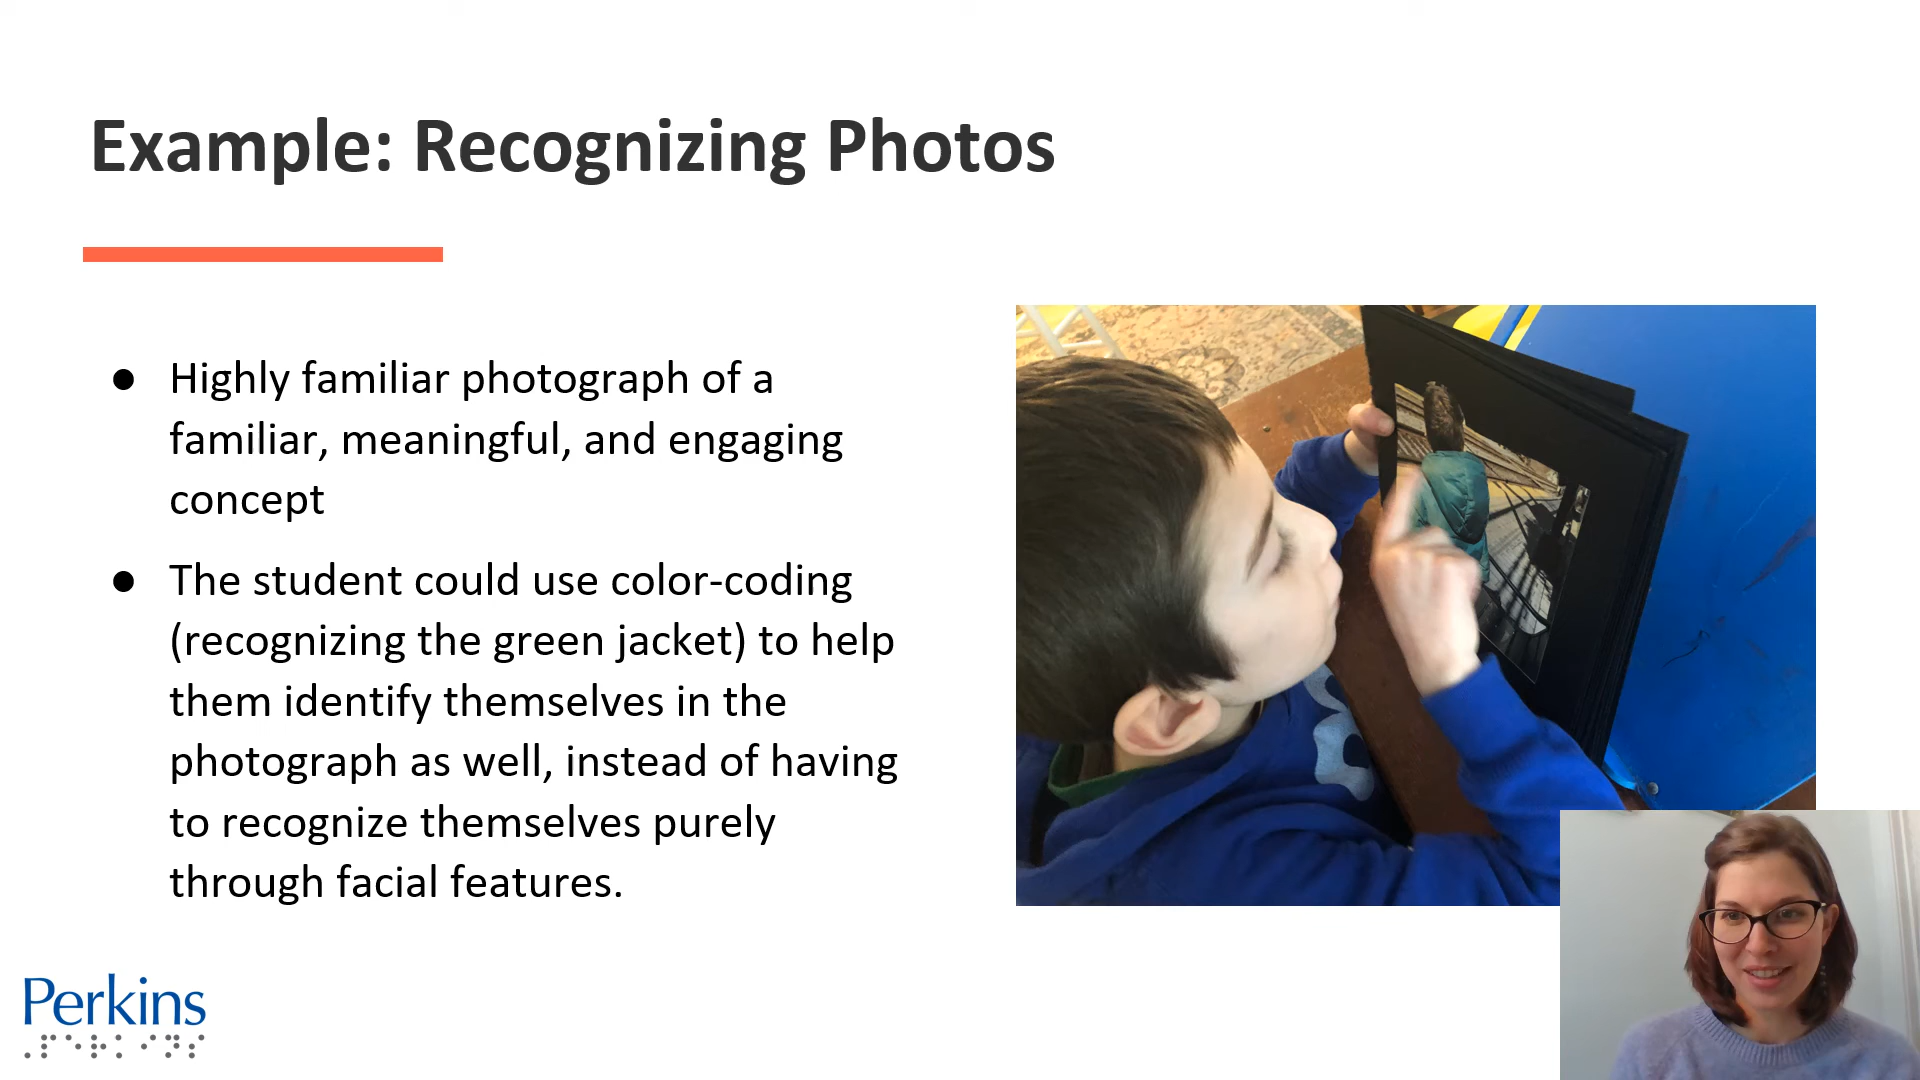 Example: Recognizing Photos
● Highly familiar photograph of a
familiar, meaningful, and engaging
concept
● The student could use color-coding
(recognizing the green jacket) to help
them identify themselves in the
photograph as well, instead of having
to recognize themselves purely
through facial features.
Perkins
⠠⠏⠑⠗⠅⠊⠝⠎